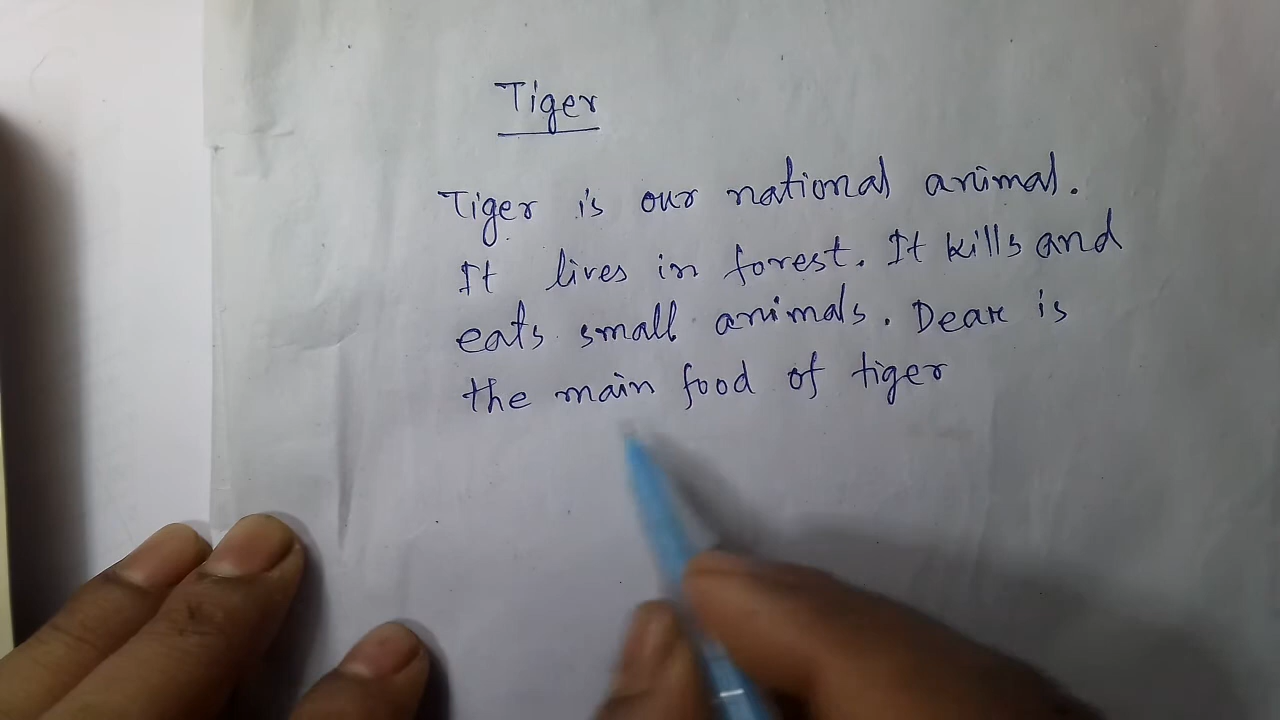 Tiger
Tiger is our national animal.
It lives in forest. It kills and
eats small animals. Dear is
the main food of tiger